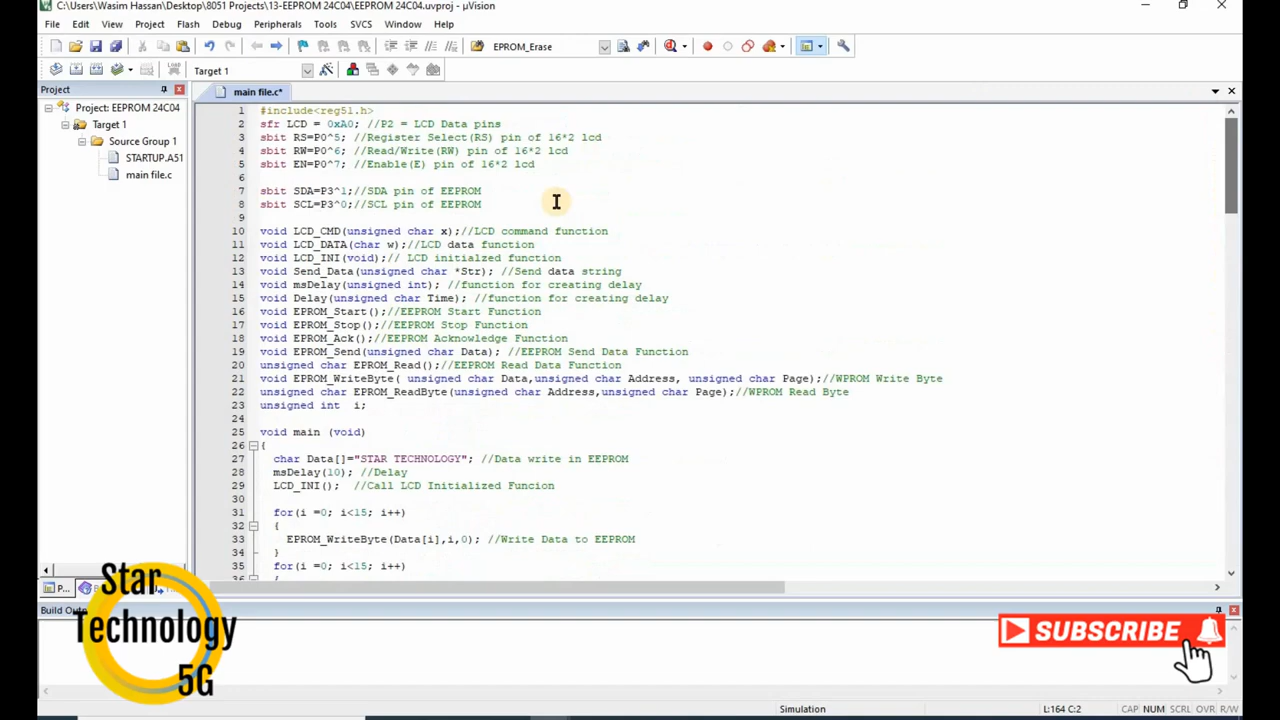 C:\Users\Wasim Hassan\Desktop\8051 Projects\13-EEPROM 24C04\EEPROM 24C04.uvproj - µVision
File Edit View Project Flash Debug Peripherals Tools SVCS Window Help
EPROM_Erase
LOAD
Target 1
Project
main file.c*
Project: EEPROM 24C04
Target 1
Source Group 1
STARTUP.A51
main file.c
1 #include<reg51.h>
2 sfr LCD = 0xA0; //P2 = LCD Data pins
3 sbit RS=P0^5; //Register Select(RS) pin of 16*2 lcd
4 sbit RW=P0^6; //Read/Write(RW) pin of 16*2 lcd
5 sbit EN=P0^7; //Enable(E) pin of 16*2 lcd
6
7 sbit SDA=P3^1;//SDA pin of EEPROM
8 sbit SCL=P3^0;//SCL pin of EEPROM
9
10 void LCD_CMD(unsigned char x);//LCD command function
11 void LCD_DATA(char w);//LCD data function
12 void LCD_INI(void);// LCD initialzed function
13 void Send_Data(unsigned char *Str); //Send data string
14 void msDelay(unsigned int); //function for creating delay
15 void Delay(unsigned char Time); //function for creating delay
16 void EPROM_Start();//EEPROM Start Function
17 void EPROM_Stop();//EEPROM Stop Function
18 void EPROM_Ack();//EEPROM Acknowledge Function
19 void EPROM_Send(unsigned char Data); //EEPROM Send Data Function
20 unsigned char EPROM_Read();//EEPROM Read Data Function
21 void EPROM_WriteByte( unsigned char Data,unsigned char Address, unsigned char Page);//WPROM Write Byte
22 unsigned char EPROM_ReadByte(unsigned char Address,unsigned char Page);//WPROM Read Byte
23 unsigned int i;
24
25 void main (void)
26 {
27 char Data[]="STAR TECHNOLOGY"; //Data write in EEPROM
28 msDelay(10); //Delay
29 LCD_INI(); //Call LCD Initialized Funcion
30
31 for(i =0; i<15; i++)
32 {
33 EPROM_WriteByte(Data[i],i,0); //Write Data to EEPROM
34 }
35 for(i =0; i<15; i++)
36 {
P...
Build Outp
Star
Technology
5G
SUBSCRIBE
Simulation
L:164 C:2
CAP NUM SCRL OVR R/W